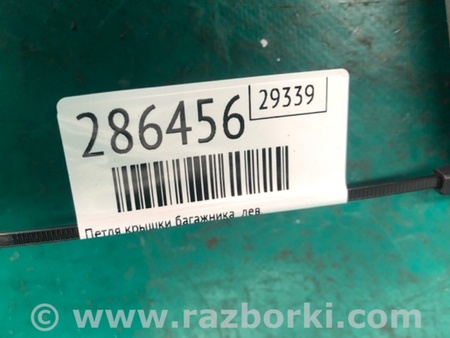 286456
29339
Петля крышки багажника, лев
© www.razborki.com